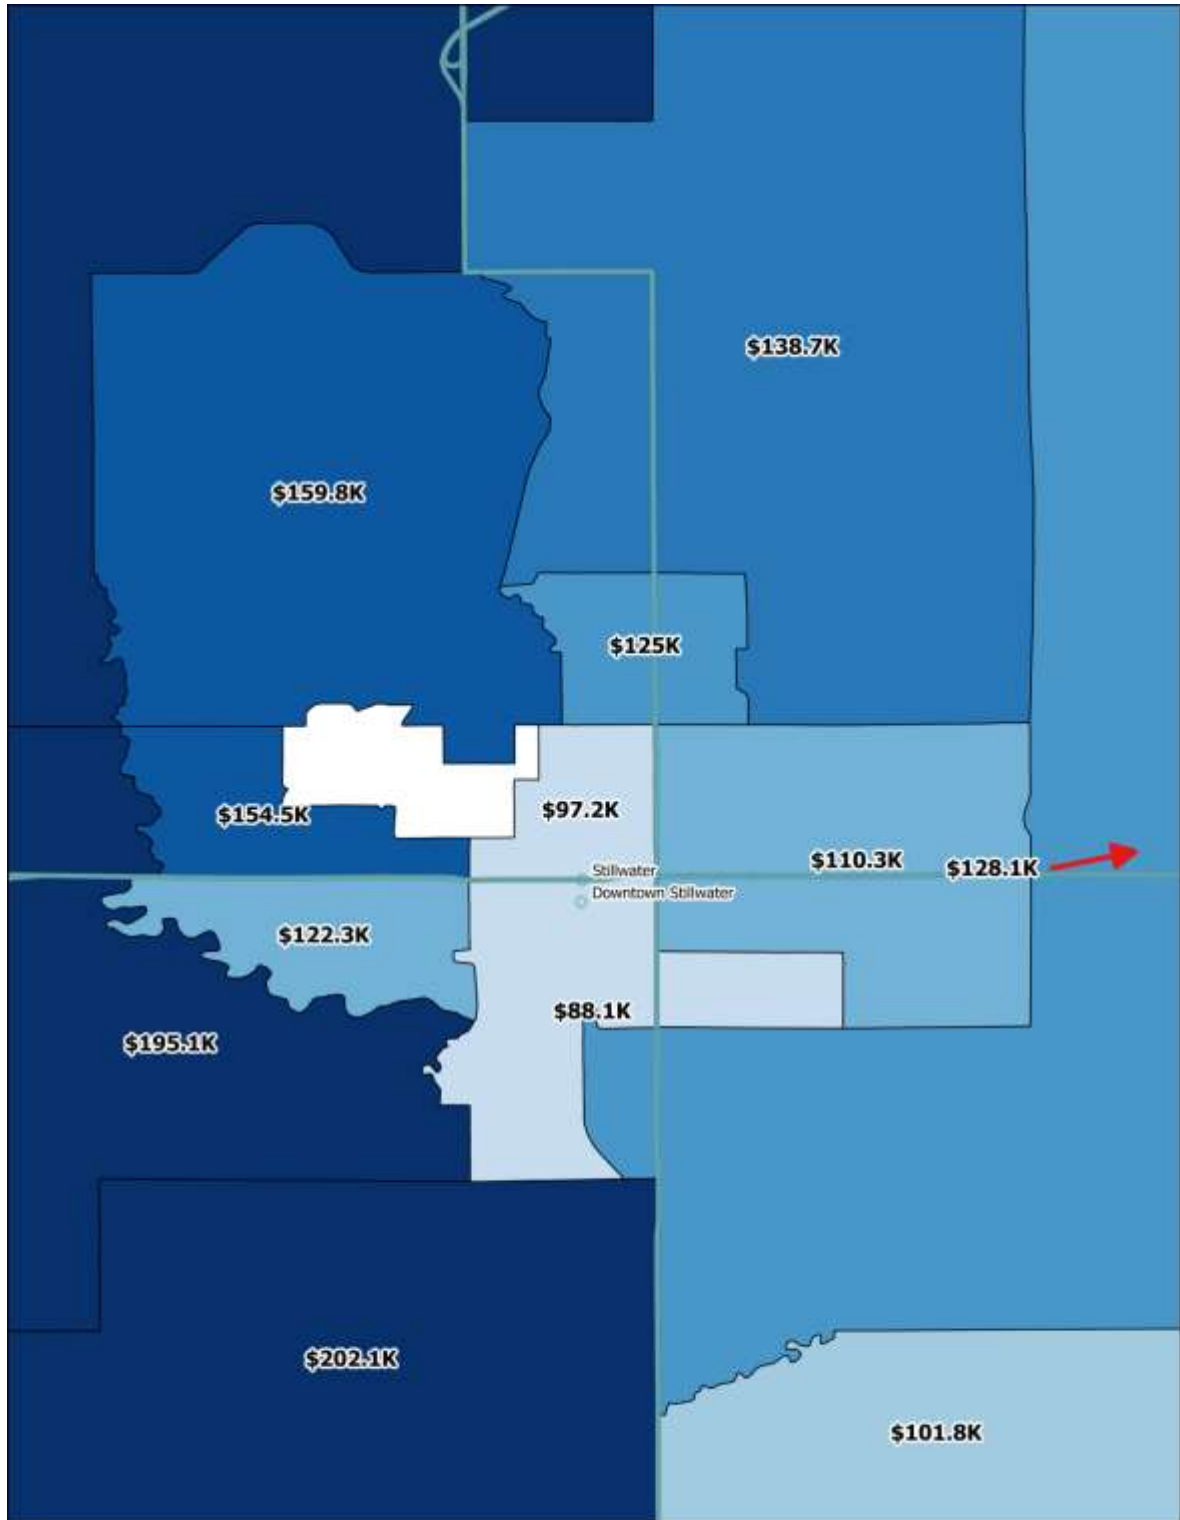 $138.7K
$159.8K
$125K
$97.2K
$154.5K
$110.3K
$128.1K
Stillwater
Downtown Stillwater
$122.3K
$88.1K
$195.1K
$202.1K
$101.8K